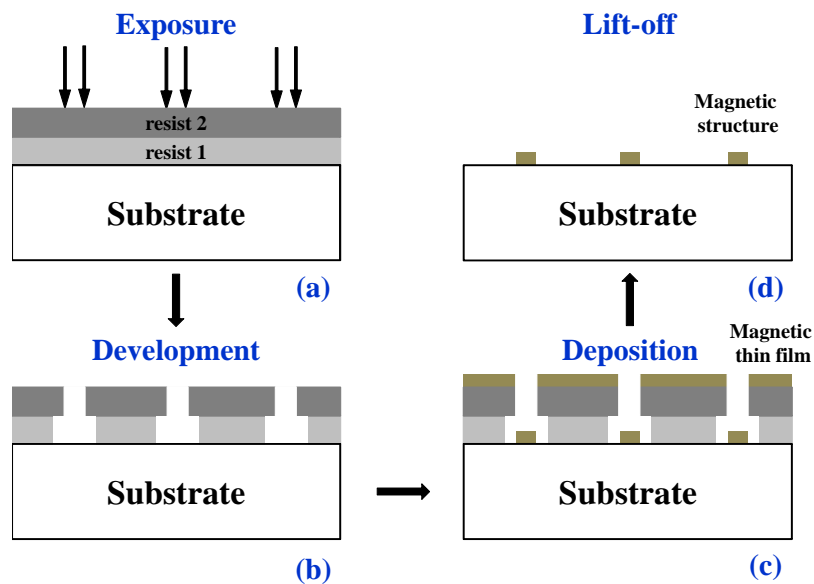 Exposure
resist 2
resist 1
Substrate
(a)
Development
Substrate
(b)
Deposition
Magnetic
thin film
Substrate
(c)
Lift-off
Magnetic
structure
Substrate
(d)